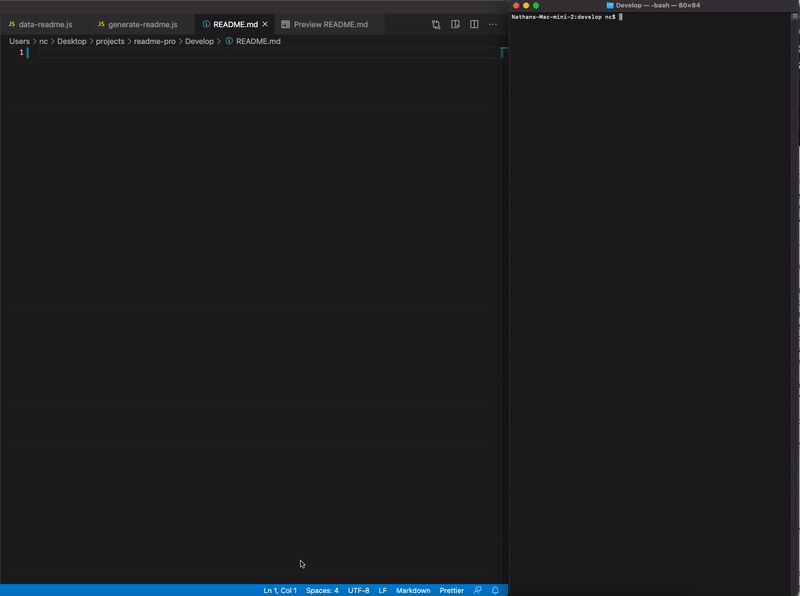 JS data-readme.js JS generate-readme.js README.md Preview README.md
Users > nc > Desktop > projects > readme-pro > Develop > README.md
1
Ln 1, Col 1 Spaces: 4 UTF-8 LF Markdown Prettier
Develop — -bash — 80×84
Nathans-Mac-mini-2:develop nc$